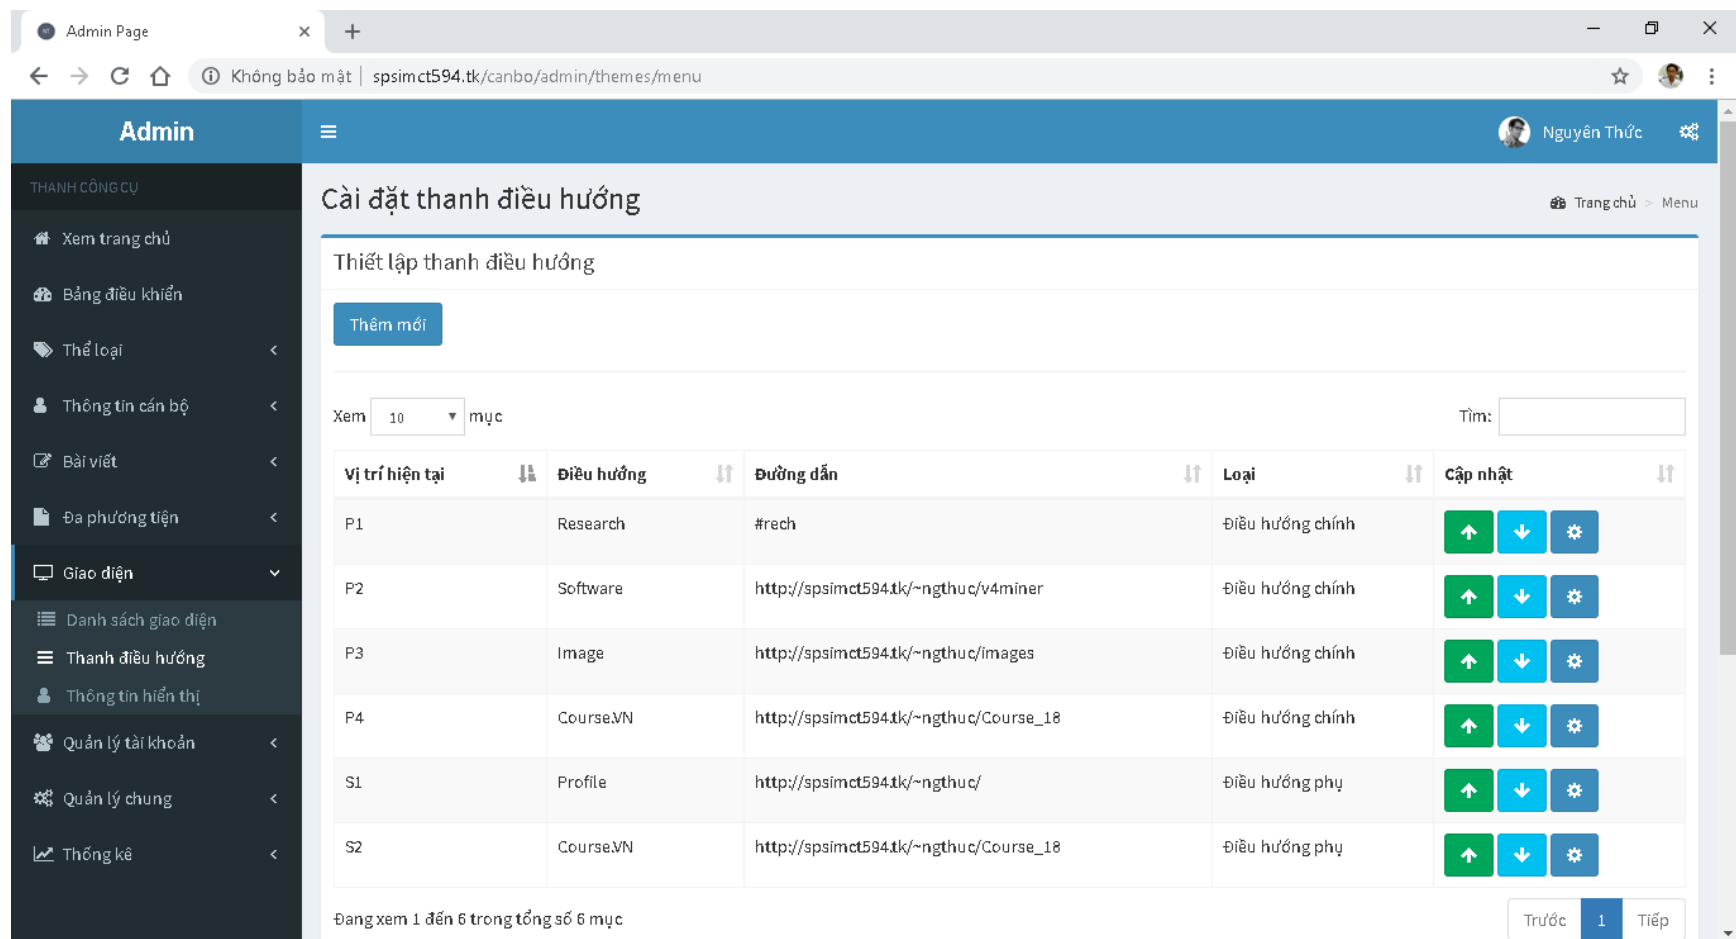 Admin Page
Không bảo mật | spsimct594.tk/canbo/admin/themes/menu
Admin
Nguyên Thức
THANH CÔNG CỤ
Xem trang chủ
Bảng điều khiển
Thể loại
Thông tin cán bộ
Bài viết
Đa phương tiện
Giao diện
Danh sách giao diện
Thanh điều hướng
Thông tin hiển thị
Quản lý tài khoản
Quản lý chung
Thống kê
Cài đặt thanh điều hướng
Trang chủ > Menu
Thiết lập thanh điều hướng
Thêm mới
Xem 10 mục
Tìm:
Vị trí hiện tại Điều hướng Đường dẫn Loại Cập nhật
P1 Research #rech Điều hướng chính
P2 Software http://spsimct594.tk/~ngthuc/v4miner Điều hướng chính
P3 Image http://spsimct594.tk/~ngthuc/images Điều hướng chính
P4 Course.VN http://spsimct594.tk/~ngthuc/Course_18 Điều hướng chính
S1 Profile http://spsimct594.tk/~ngthuc/ Điều hướng phụ
S2 Course.VN http://spsimct594.tk/~ngthuc/Course_18 Điều hướng phụ
Đang xem 1 đến 6 trong tổng số 6 mục
Trước 1 Tiếp